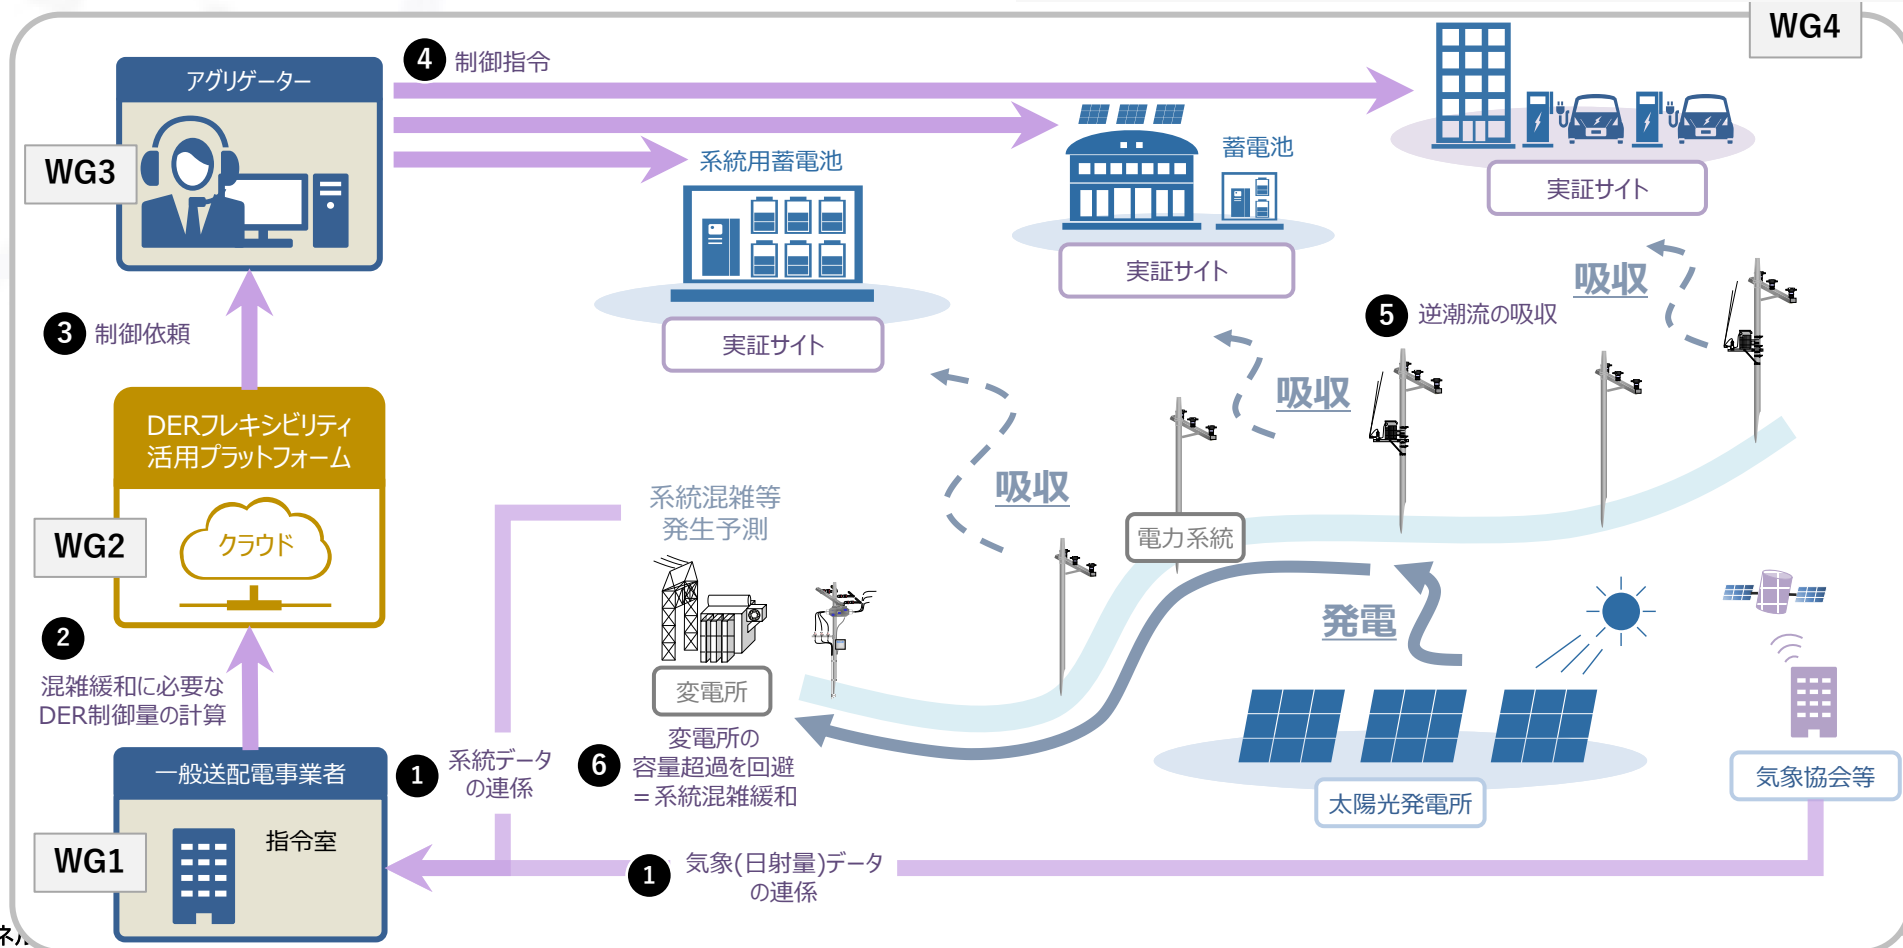 WG4
④ 制御指令
アグリゲーター
WG3
系統用蓄電池
実証サイト
蓄電池
実証サイト
実証サイト
③ 制御依頼
吸収
吸収
吸収
⑤ 逆潮流の吸収
DERフレキシビリティ
活用プラットフォーム
クラウド
WG2
②
混雑緩和に必要な
DER制御量の計算
系統混雑等
発生予測
電力系統
発電
変電所
⑥ 変電所の
容量超過を回避
＝系統混雑緩和
① 系統データ
の連係
一般送配電事業者
指令室
WG1
太陽光発電所
気象協会等
① 気象(日射量)データ
の連係